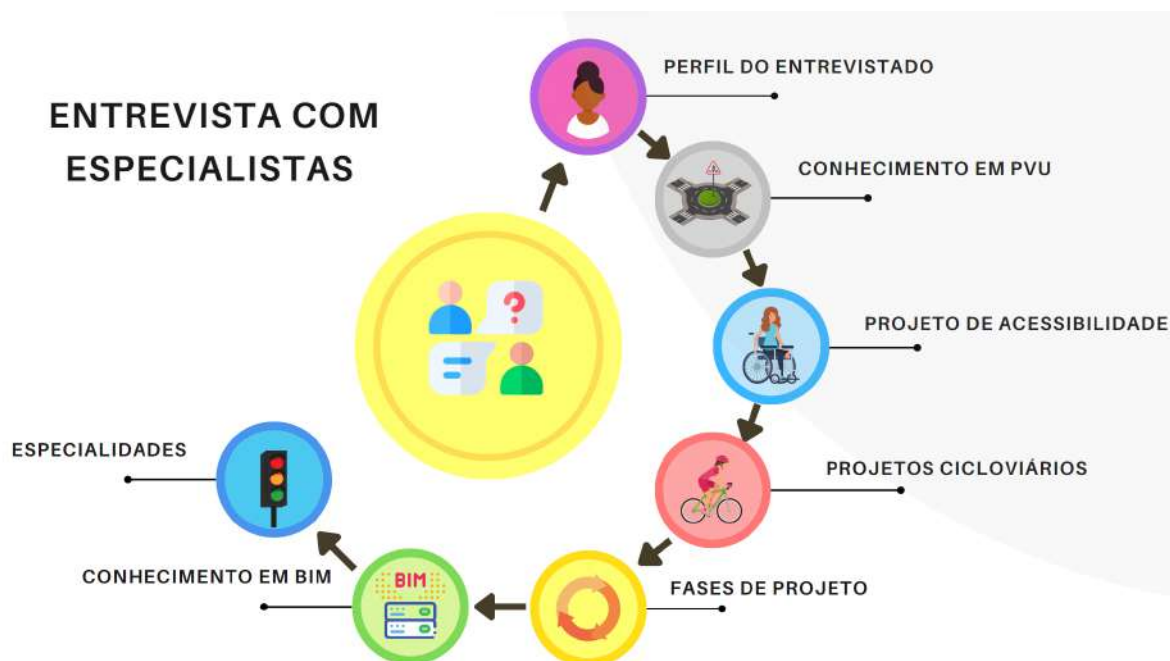 ENTREVISTA COM
ESPECIALISTAS
PERFIL DO ENTREVISTADO
CONHECIMENTO EM PVU
PROJETO DE ACESSIBILIDADE
PROJETOS CICLOVIÁRIOS
FASES DE PROJETO
CONHECIMENTO EM BIM
BIM
ESPECIALIDADES
?